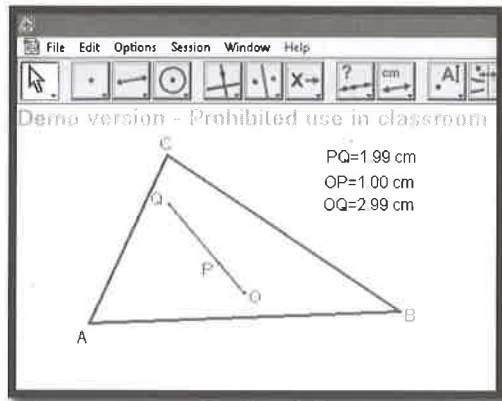 File Edit Options Session Window Help
? cm A
Demo version - Prohibited use in classroom
C
PQ=1.99 cm
OP=1.00 cm
OQ=2.99 cm
Q
P
O
B
A